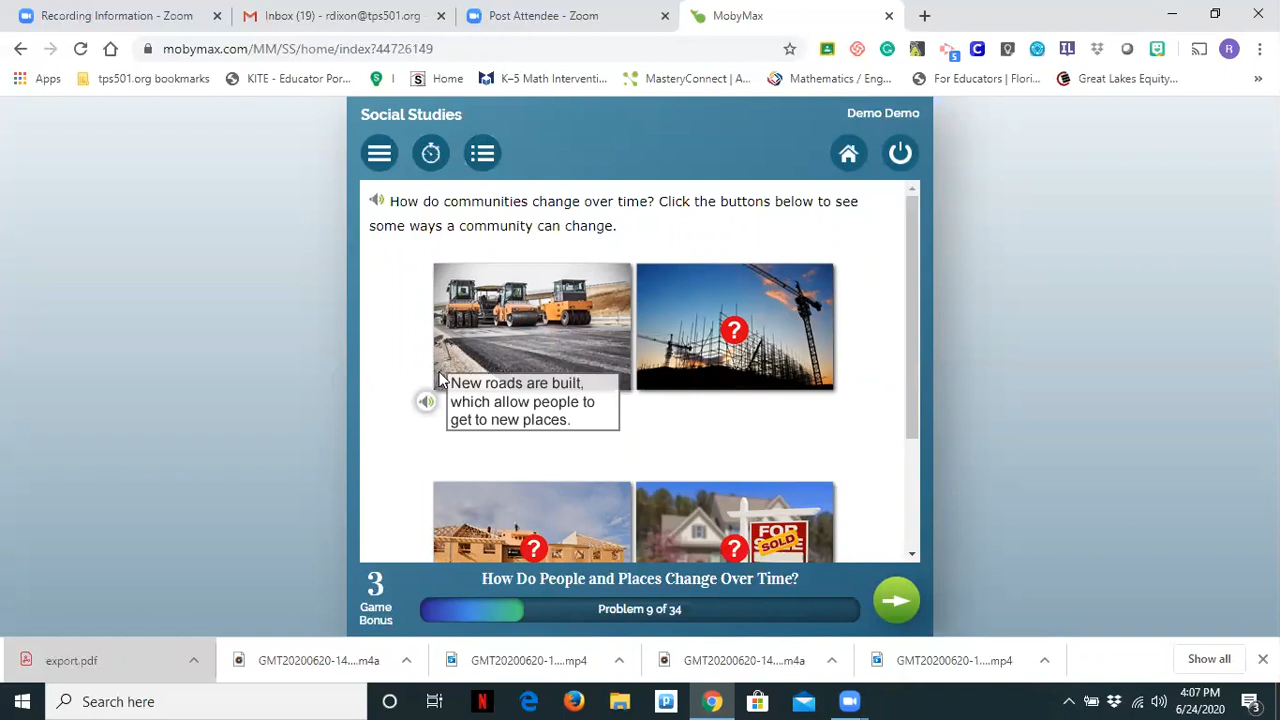 Recording Information - Zoom
Inbox (19) - rdixon@tps501.org
Post Attendee - Zoom
MobyMax
mobymax.com/MM/SS/home/index?44726149
5
R
Apps
tps501.org bookmarks
KITE - Educator Por...
I
Home
K–5 Math Interventi...
MasteryConnect | A...
Mathematics / Eng...
For Educators | Flori...
Great Lakes Equity...
Social Studies
Demo Demo
How do communities change over time? Click the buttons below to see
some ways a community can change.
?
New roads are built,
which allow people to
get to new places.
?
?
FOR
SOLD
3
Game
Bonus
How Do People and Places Change Over Time?
Problem 9 of 34
export.pdf
GMT20200620-14....m4a
GMT20200620-1....mp4
GMT20200620-14....m4a
GMT20200620-1....mp4
Show all
Search here
4:07 PM
6/24/2020
3